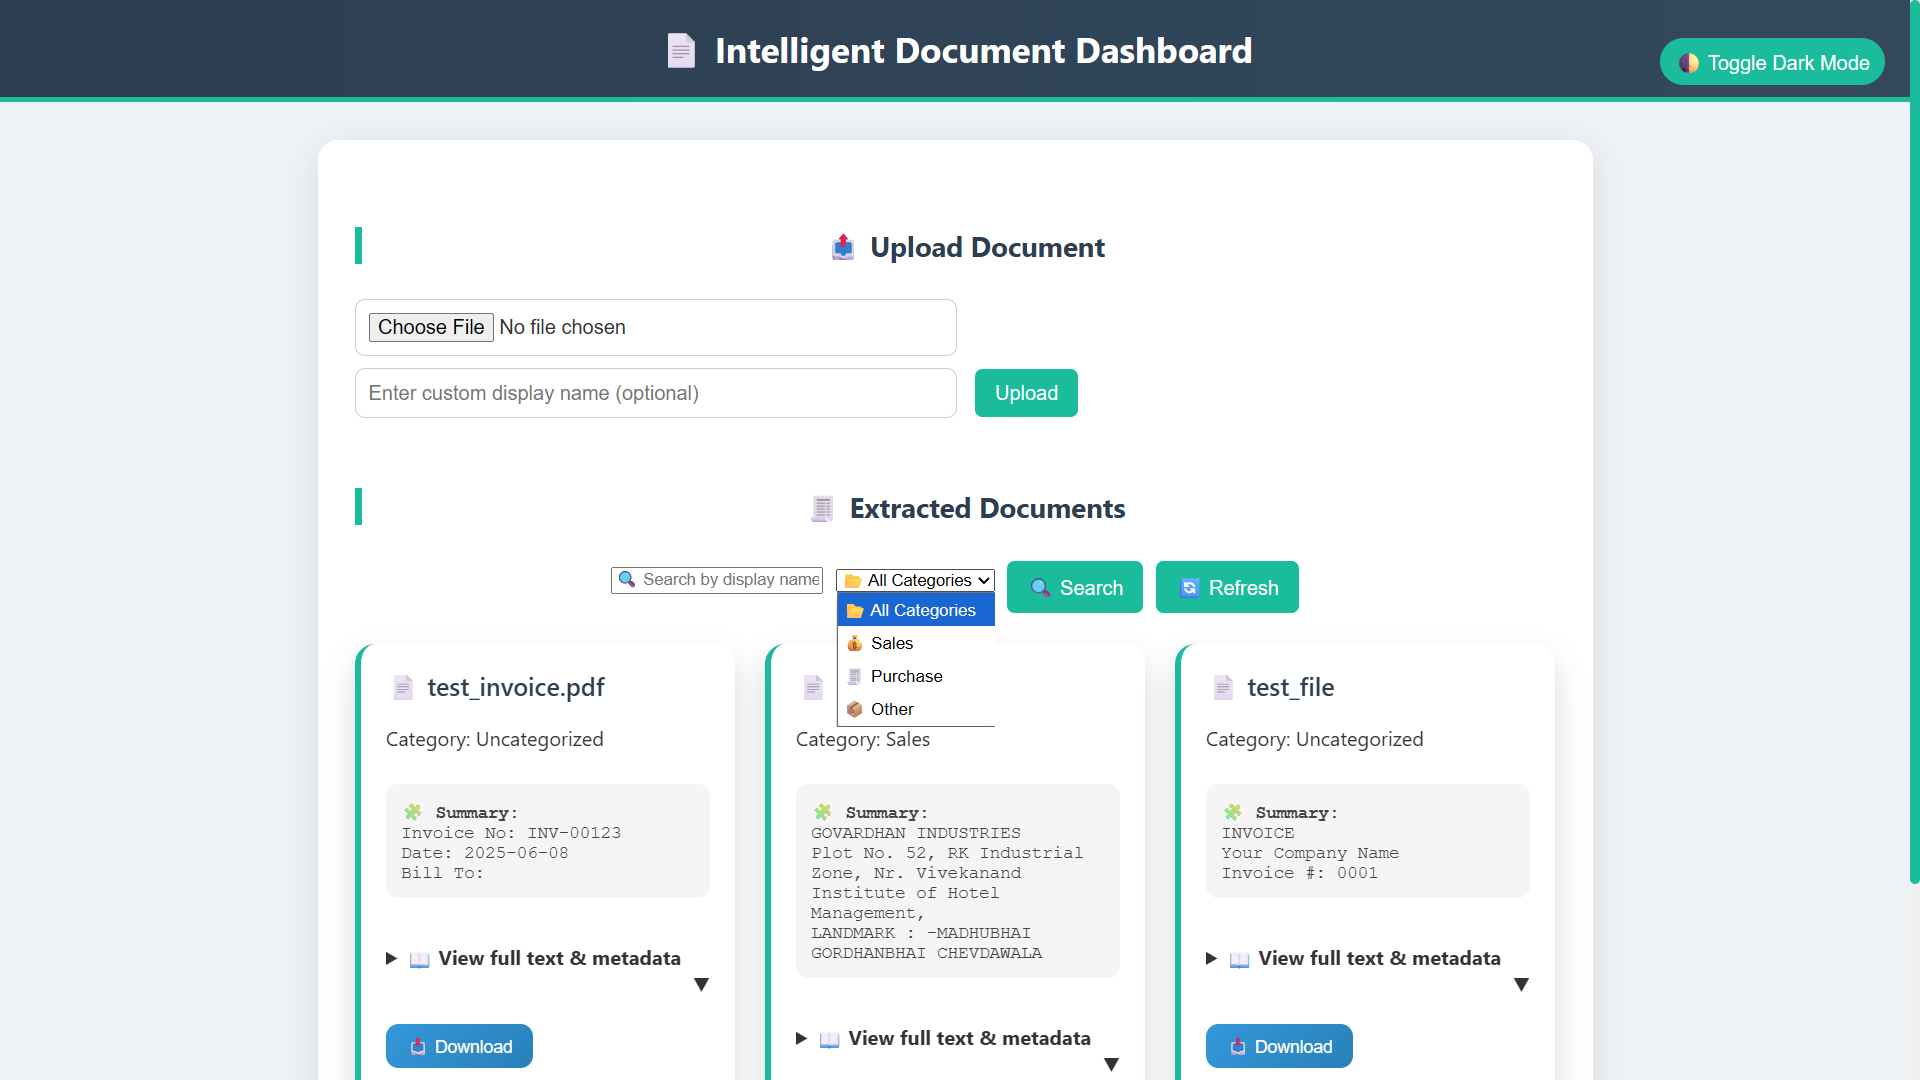 Intelligent Document Dashboard
Toggle Dark Mode
Upload Document
Choose File No file chosen
Enter custom display name (optional)
Upload
Extracted Documents
Search by display name
All Categories
Search
Refresh
All Categories
Sales
Purchase
Other
test_invoice.pdf
Category: Uncategorized
Summary:
Invoice No: INV-00123
Date: 2025-06-08
Bill To:
View full text & metadata
Download
Category: Sales
Summary:
GOVARDHAN INDUSTRIES
Plot No. 52, RK Industrial
Zone, Nr. Vivekanand
Institute of Hotel
Management,
LANDMARK : -MADHUBHAI
GORDHANBHAI CHEVDAWALA
View full text & metadata
test_file
Category: Uncategorized
Summary:
INVOICE
Your Company Name
Invoice #: 0001
View full text & metadata
Download